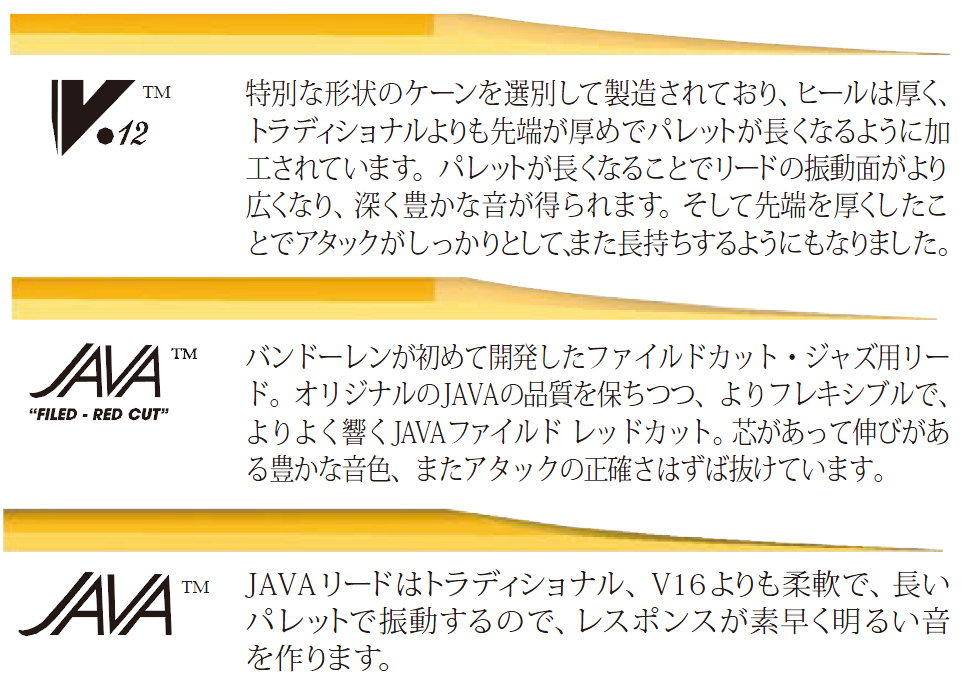 V.12 TM
特別な形状のケーンを選別して製造されており、ヒールは厚く、
トラディショナルよりも先端が厚めでパレットが長くなるように加
工されています。パレットが長くなることでリードの振動面がより
広くなり、深く豊かな音が得られます。そして先端を厚くしたこ
とでアタックがしっかりとして、また長持ちするようにもなりました。
JAVA TM
“FILED - RED CUT”
バンドーレンが初めて開発したファイルドカット・ジャズ用リー
ド。オリジナルのJAVAの品質を保ちつつ、よりフレキシブルで、
よりよく響くJAVAファイルド レッドカット。芯があって伸びがあ
る豊かな音色、またアタックの正確さはずば抜けています。
JAVA TM
JAVAリードはトラディショナル、V16よりも柔軟で、長い
パレットで振動するので、レスポンスが素早く明るい音
を作ります。